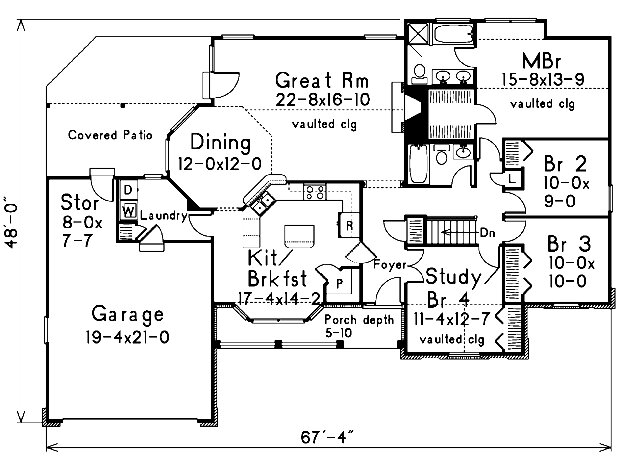 MBr
15-8x13-9
vaulted clg
Great Rm
22-8x16-10
vaulted clg
Covered Patio
Dining
12-0x12-0
Br 2
10-0x
9-0
L
Stor
8-0x
7-7
D
W
Laundry
R
Dn
Br 3
10-0x
10-0
Kit/
Brkfst
17-4x14-2
P
Foyer
Study/
Br 4
11-4x12-7
vaulted clg
Garage
19-4x21-0
Porch depth
5-10
48'-0"
67'-4"